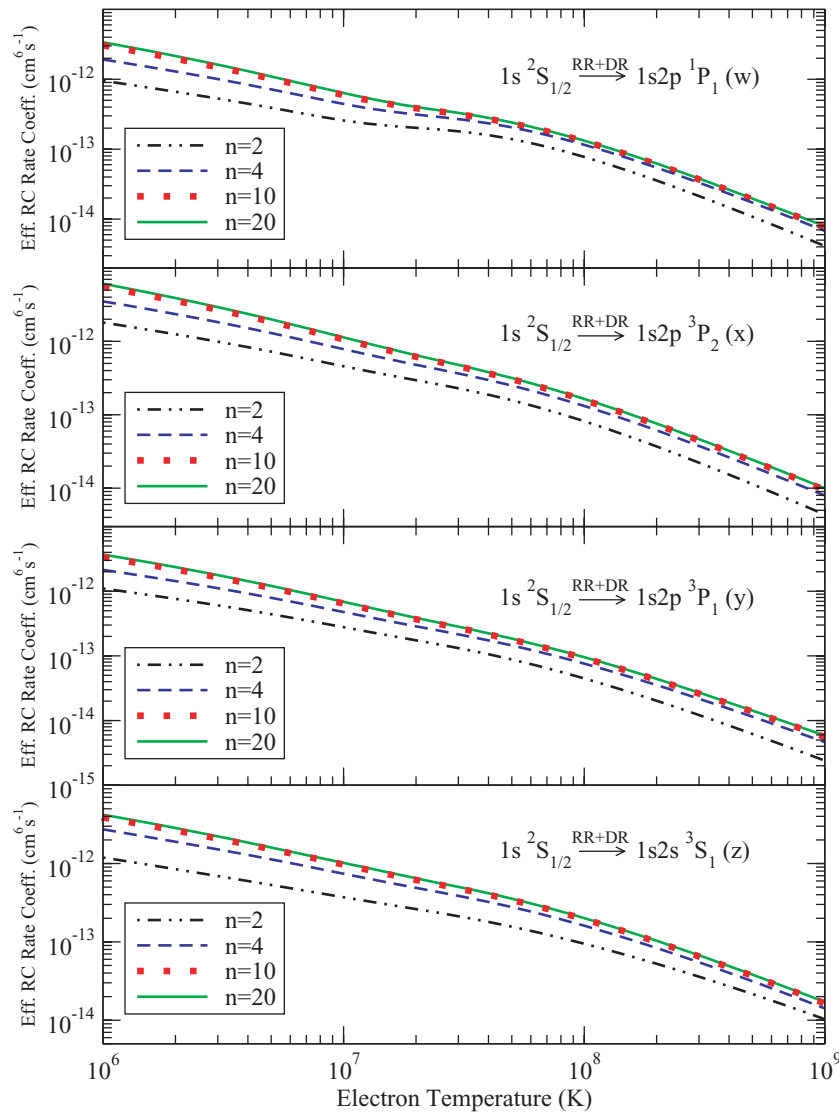 Eff. RC Rate Coeff. (cm⁶s⁻¹)
10⁻¹²
10⁻¹³
10⁻¹⁴
1s ²S₁/₂ RR+DR → 1s2p ¹P₁ (w)
n=2
n=4
n=10
n=20
Eff. RC Rate Coeff. (cm⁶s⁻¹)
10⁻¹²
10⁻¹³
10⁻¹⁴
1s ²S₁/₂ RR+DR → 1s2p ³P₂ (x)
n=2
n=4
n=10
n=20
Eff. RC Rate Coeff. (cm⁶s⁻¹)
10⁻¹²
10⁻¹³
10⁻¹⁴
10⁻¹⁵
1s ²S₁/₂ RR+DR → 1s2p ³P₁ (y)
n=2
n=4
n=10
n=20
Eff. RC Rate Coeff. (cm⁶s⁻¹)
10⁻¹²
10⁻¹³
10⁻¹⁴
1s ²S₁/₂ RR+DR → 1s2s ³S₁ (z)
n=2
n=4
n=10
n=20
10⁶ 10⁷ 10⁸ 10⁹
Electron Temperature (K)